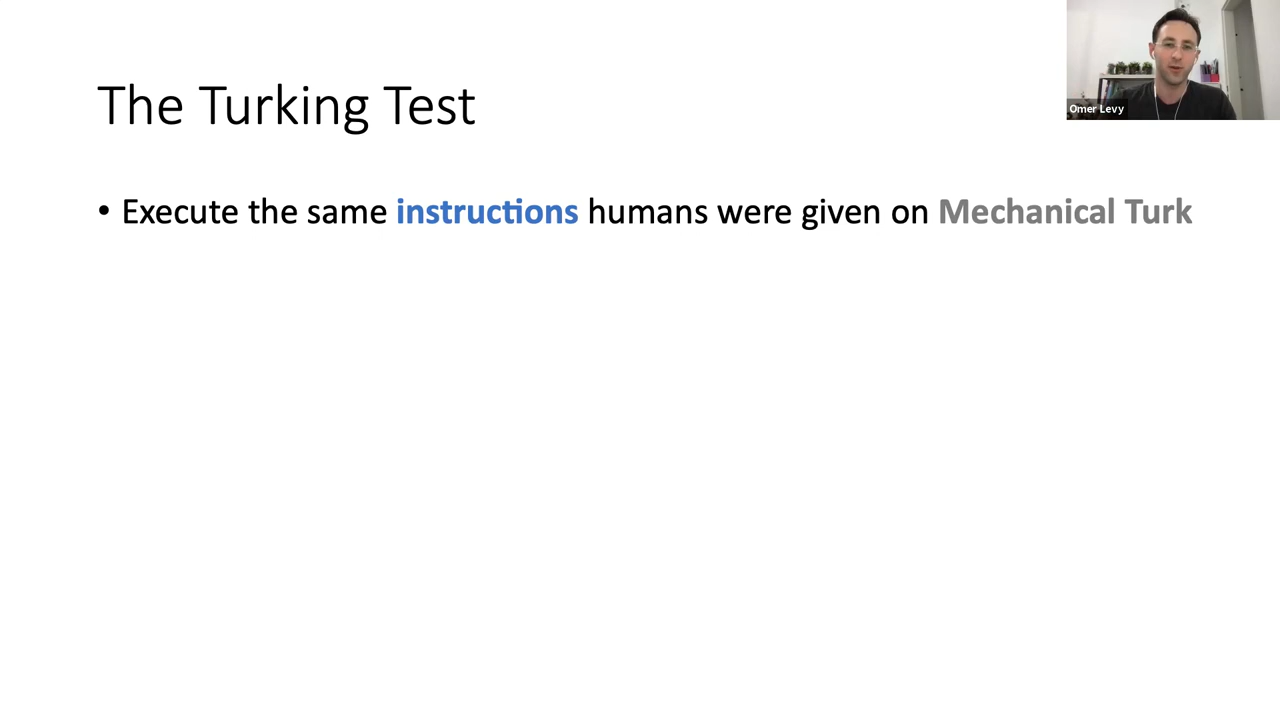 The Turking Test
• Execute the same instructions humans were given on Mechanical Turk
Omer Levy